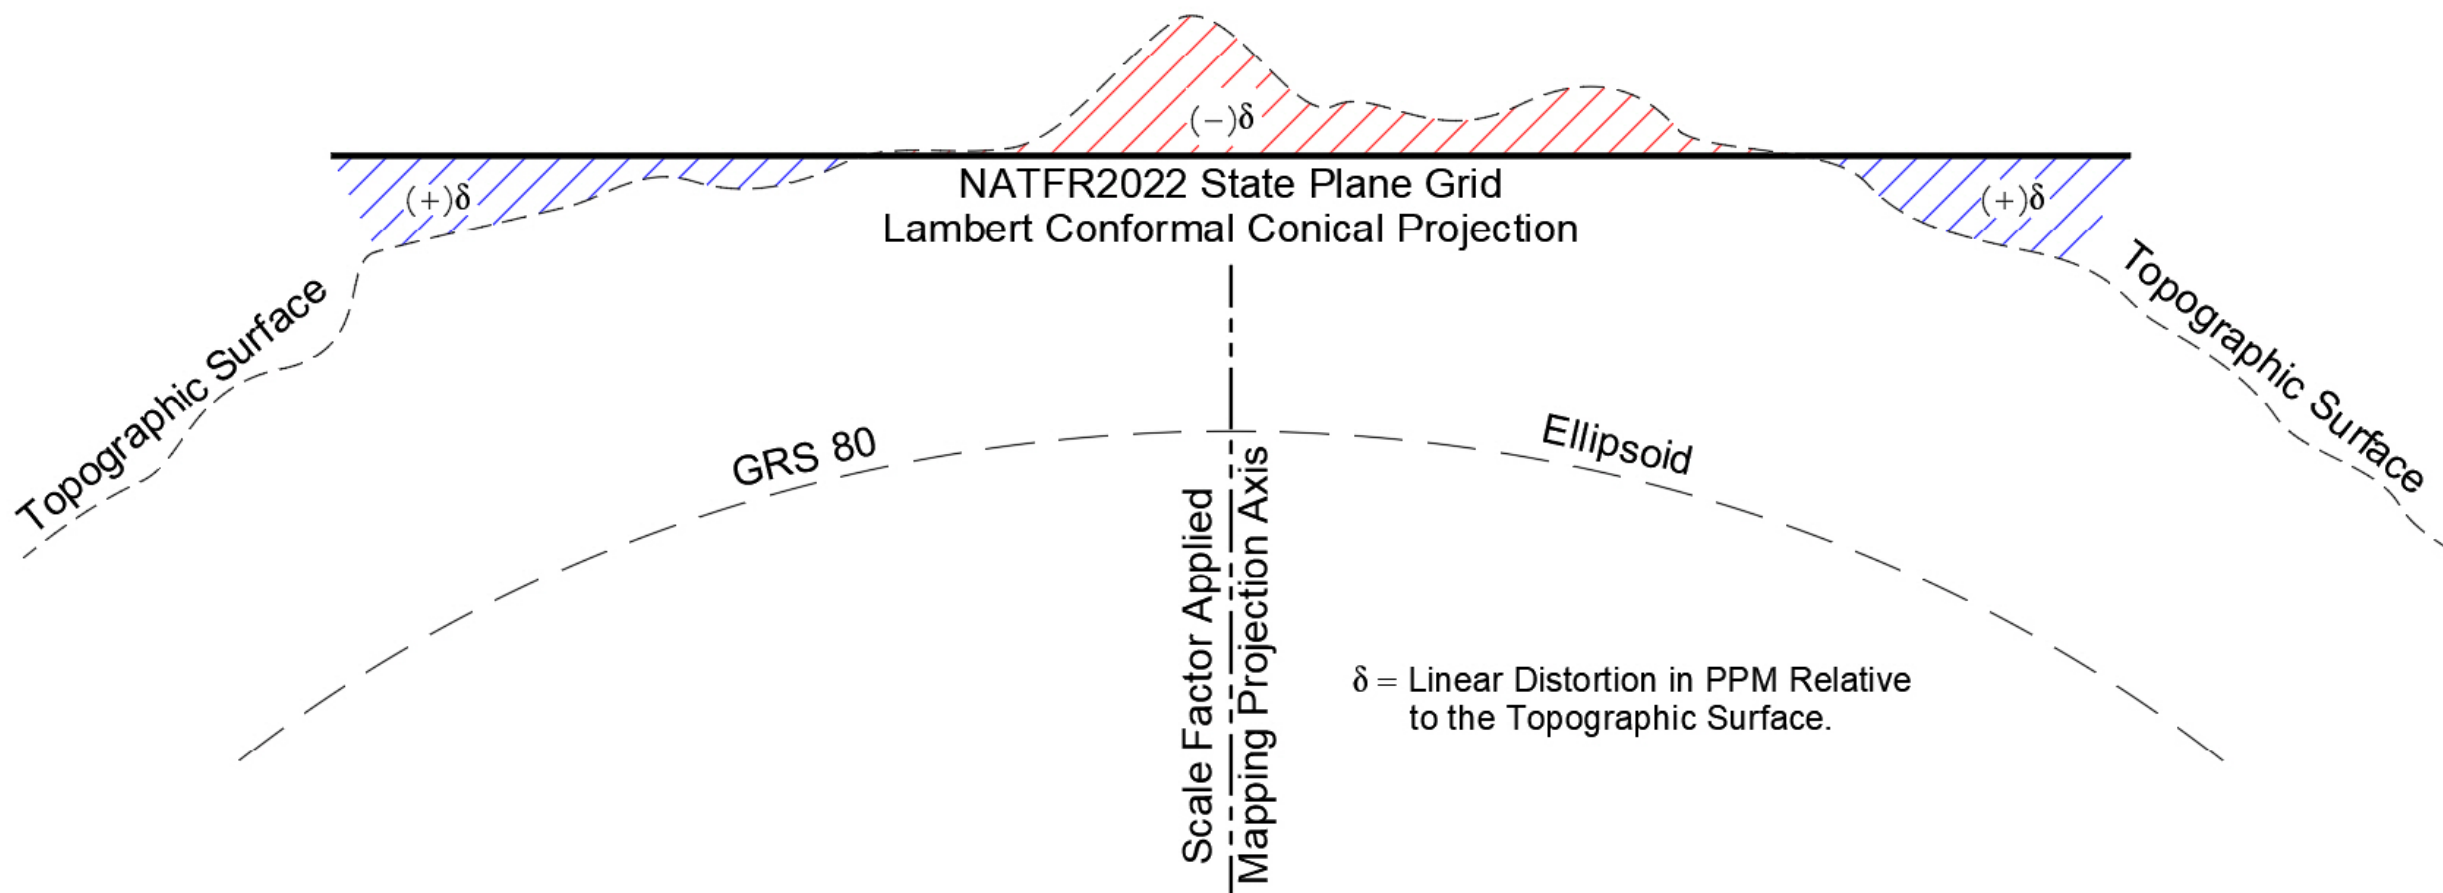 (−)δ
(+)δ
(+)δ
NATFR2022 State Plane Grid
Lambert Conformal Conical Projection
Topographic Surface
Topographic Surface
GRS 80
Ellipsoid
Scale Factor Applied
Mapping Projection Axis
δ = Linear Distortion in PPM Relative
to the Topographic Surface.